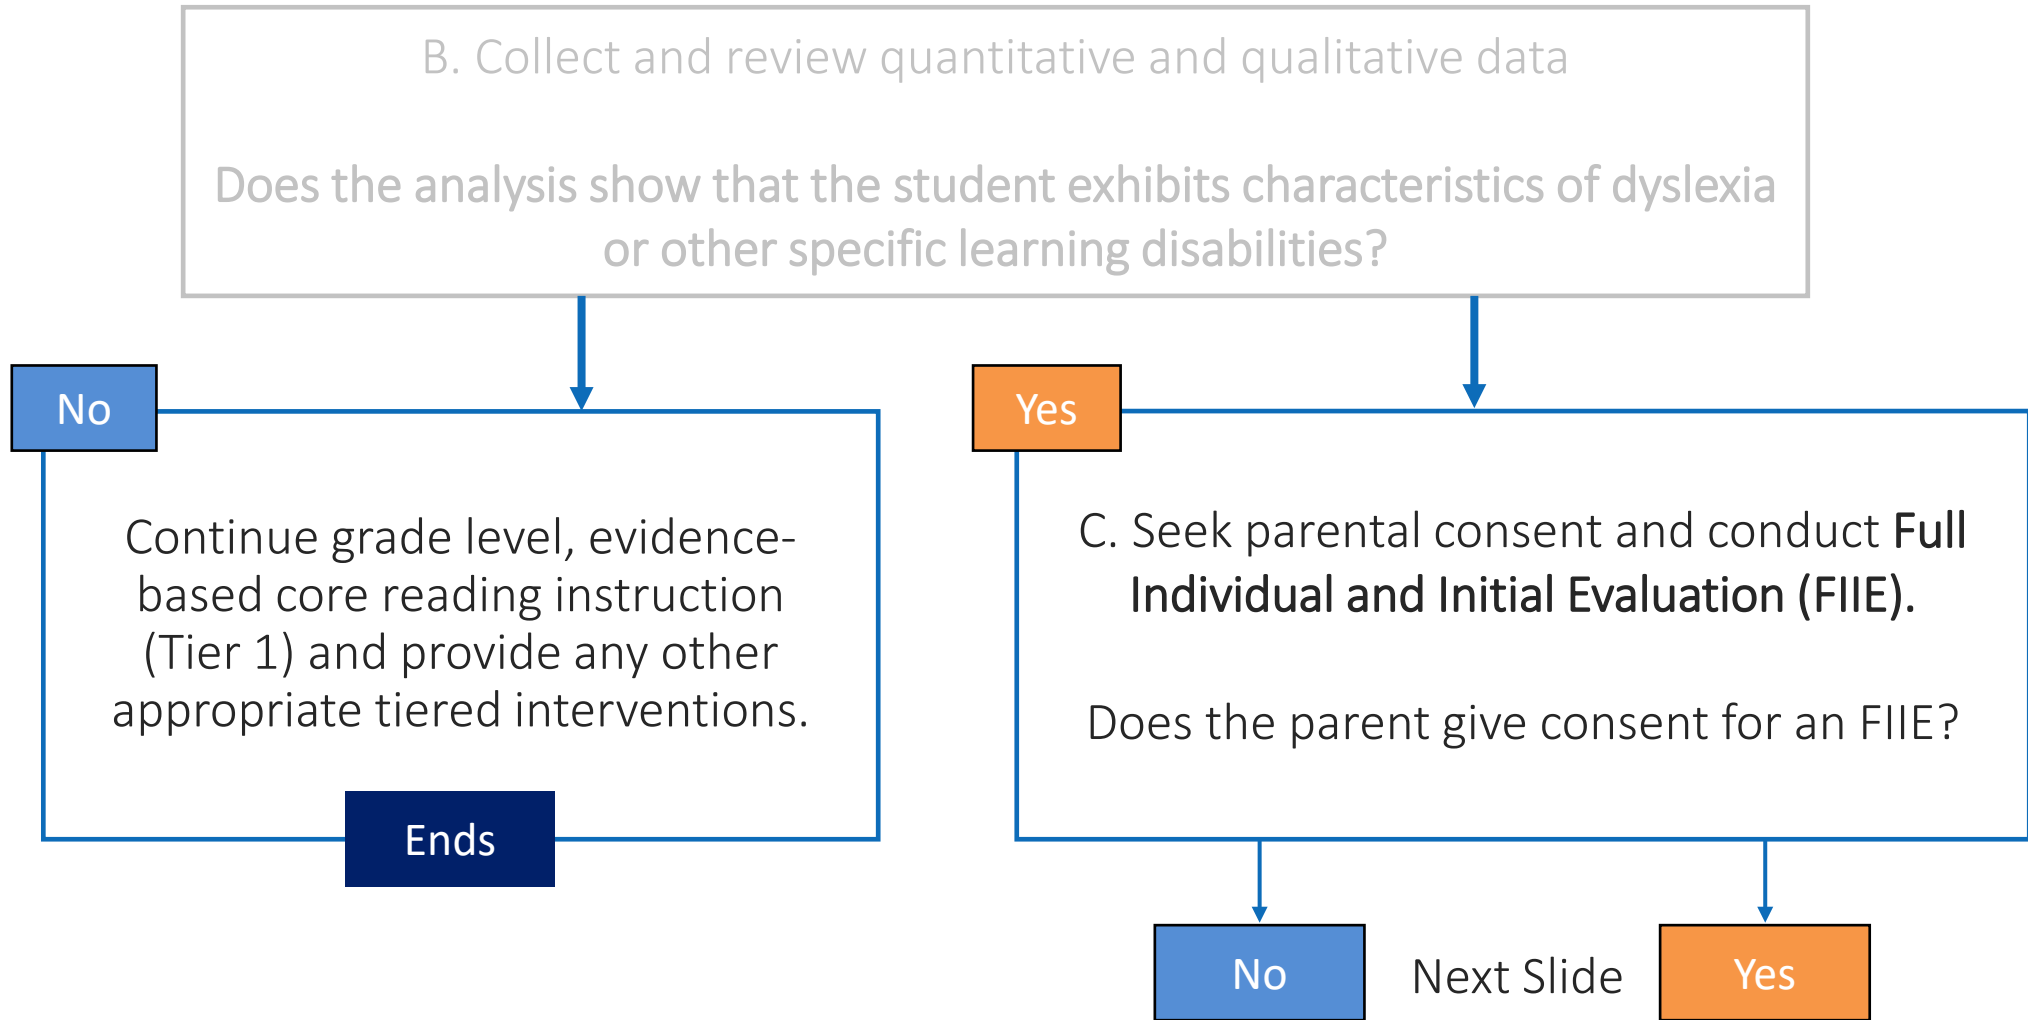 B. Collect and review quantitative and qualitative data
Does the analysis show that the student exhibits characteristics of dyslexia
or other specific learning disabilities?
No
Continue grade level, evidence-
based core reading instruction
(Tier 1) and provide any other
appropriate tiered interventions.
Ends
Yes
C. Seek parental consent and conduct Full
Individual and Initial Evaluation (FIIE).
Does the parent give consent for an FIIE?
No
Next Slide
Yes